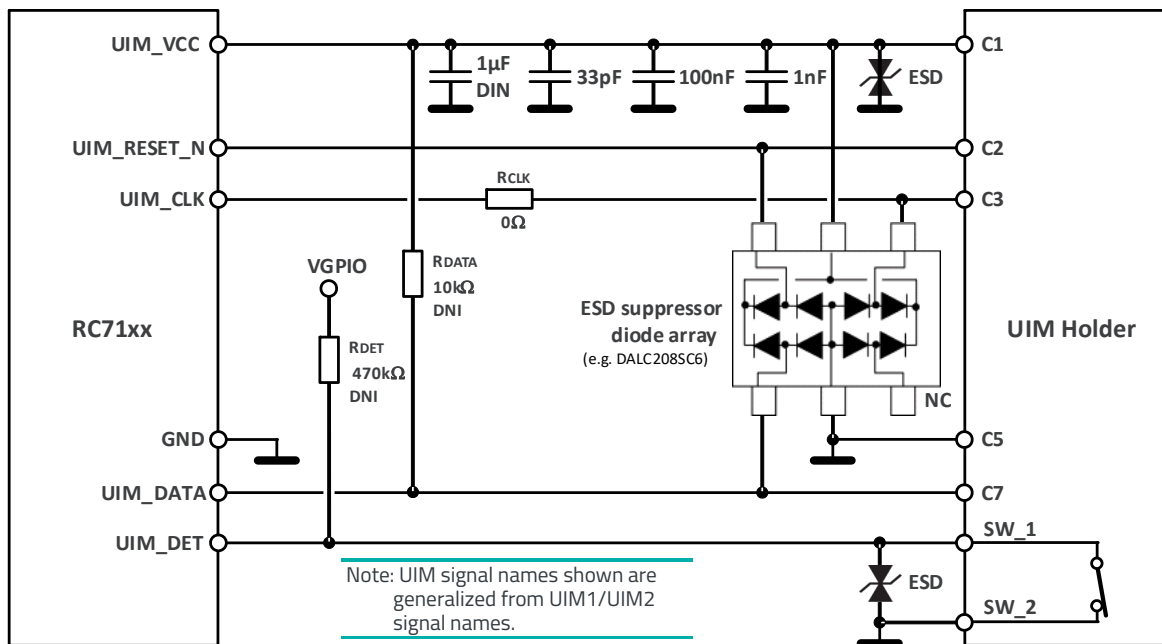 UIM_VCC
1µF
DIN
33pF
100nF
1nF
ESD
C1
UIM_RESET_N
C2
UIM_CLK
RCLK
0Ω
C3
VGPIO
RDATA
10kΩ
DNI
ESD suppressor
diode array
(e.g. DALC208SC6)
RC71xx
UIM Holder
RDET
470kΩ
DNI
NC
GND
C5
UIM_DATA
C7
UIM_DET
SW_1
Note: UIM signal names shown are
generalized from UIM1/UIM2
signal names.
ESD
SW_2